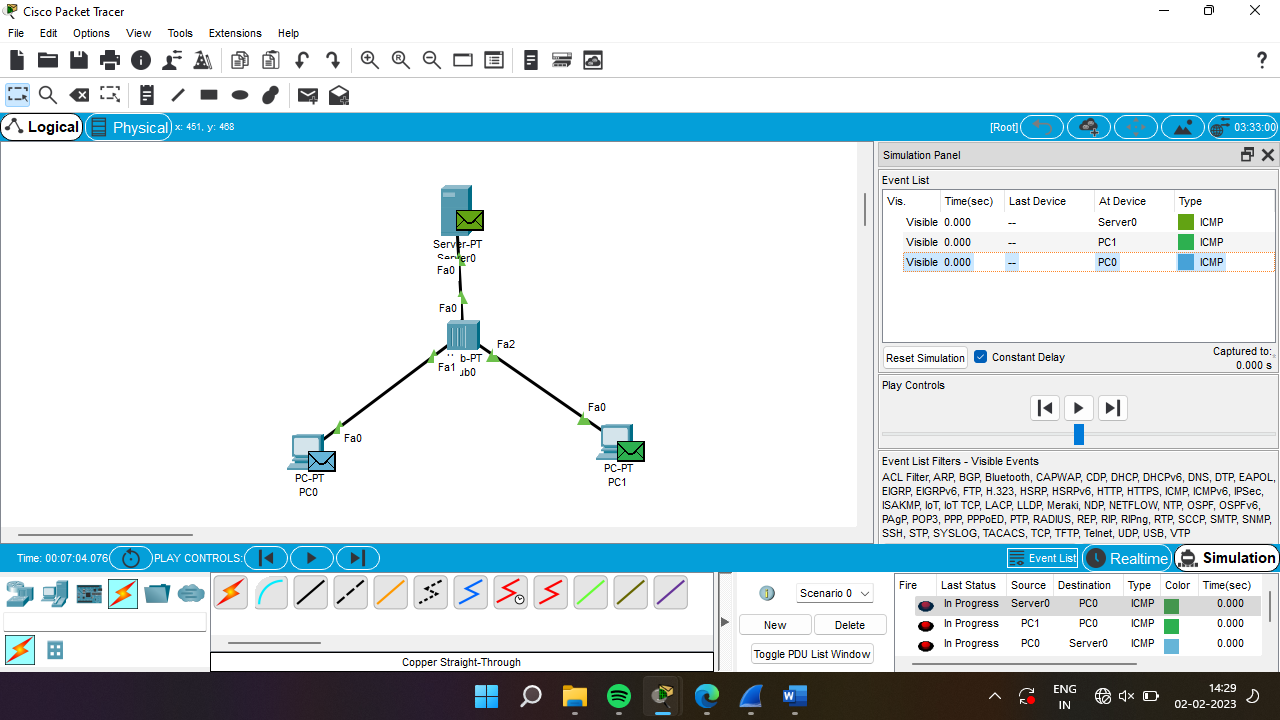 Cisco Packet Tracer
File Edit Options View Tools Extensions Help
Logical Physical x: 451, y: 468 [Root] 03:33:00
Simulation Panel
Event List
Vis. Time(sec) Last Device At Device Type
Visible 0.000 -- Server0 ICMP
Visible 0.000 -- PC1 ICMP
Visible 0.000 -- PC0 ICMP
Reset Simulation Constant Delay Captured to:
0.000 s
Play Controls
Event List Filters - Visible Events
ACL Filter, ARP, BGP, Bluetooth, CAPWAP, CDP, DHCP, DHCPv6, DNS, DTP, EAPOL,
EIGRP, EIGRPv6, FTP, H.323, HSRP, HSRPv6, HTTP, HTTPS, ICMP, ICMPv6, IPSec,
ISAKMP, IoT, IoT TCP, LACP, LLDP, Meraki, NDP, NETFLOW, NTP, OSPF, OSPFv6,
PAgP, POP3, PPP, PPPoED, PTP, RADIUS, REP, RIP, RIPng, RTP, SCCP, SMTP, SNMP,
SSH, STP, SYSLOG, TACACS, TCP, TFTP, Telnet, UDP, USB, VTP
Server-PT
Server0
Fa0
Fa0
Fa2
Fa1
Fa0
Fa0
PC-PT
PC0
PC-PT
PC1
Time: 00:07:04.076 PLAY CONTROLS: Event List Realtime Simulation
Scenario 0
New Delete
Toggle PDU List Window
Copper Straight-Through
Fire Last Status Source Destination Type Color Time(sec)
In Progress Server0 PC0 ICMP 0.000
In Progress PC1 PC0 ICMP 0.000
In Progress PC0 Server0 ICMP 0.000
ENG
IN
14:29
02-02-2023